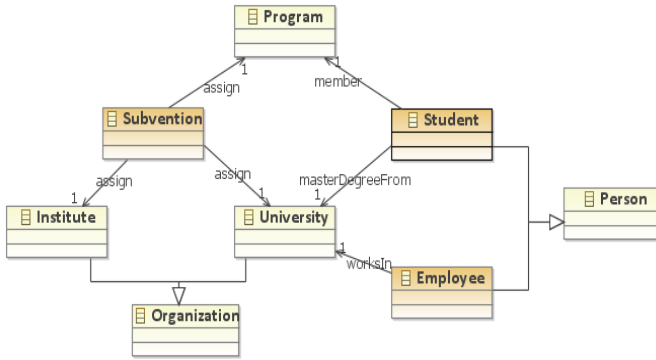 Program
1
1
assign
member
Subvention
Student
assign
assign
masterDegreeFrom
1
1
1
Institute
University
Person
1
worksIn
Employee
Organization